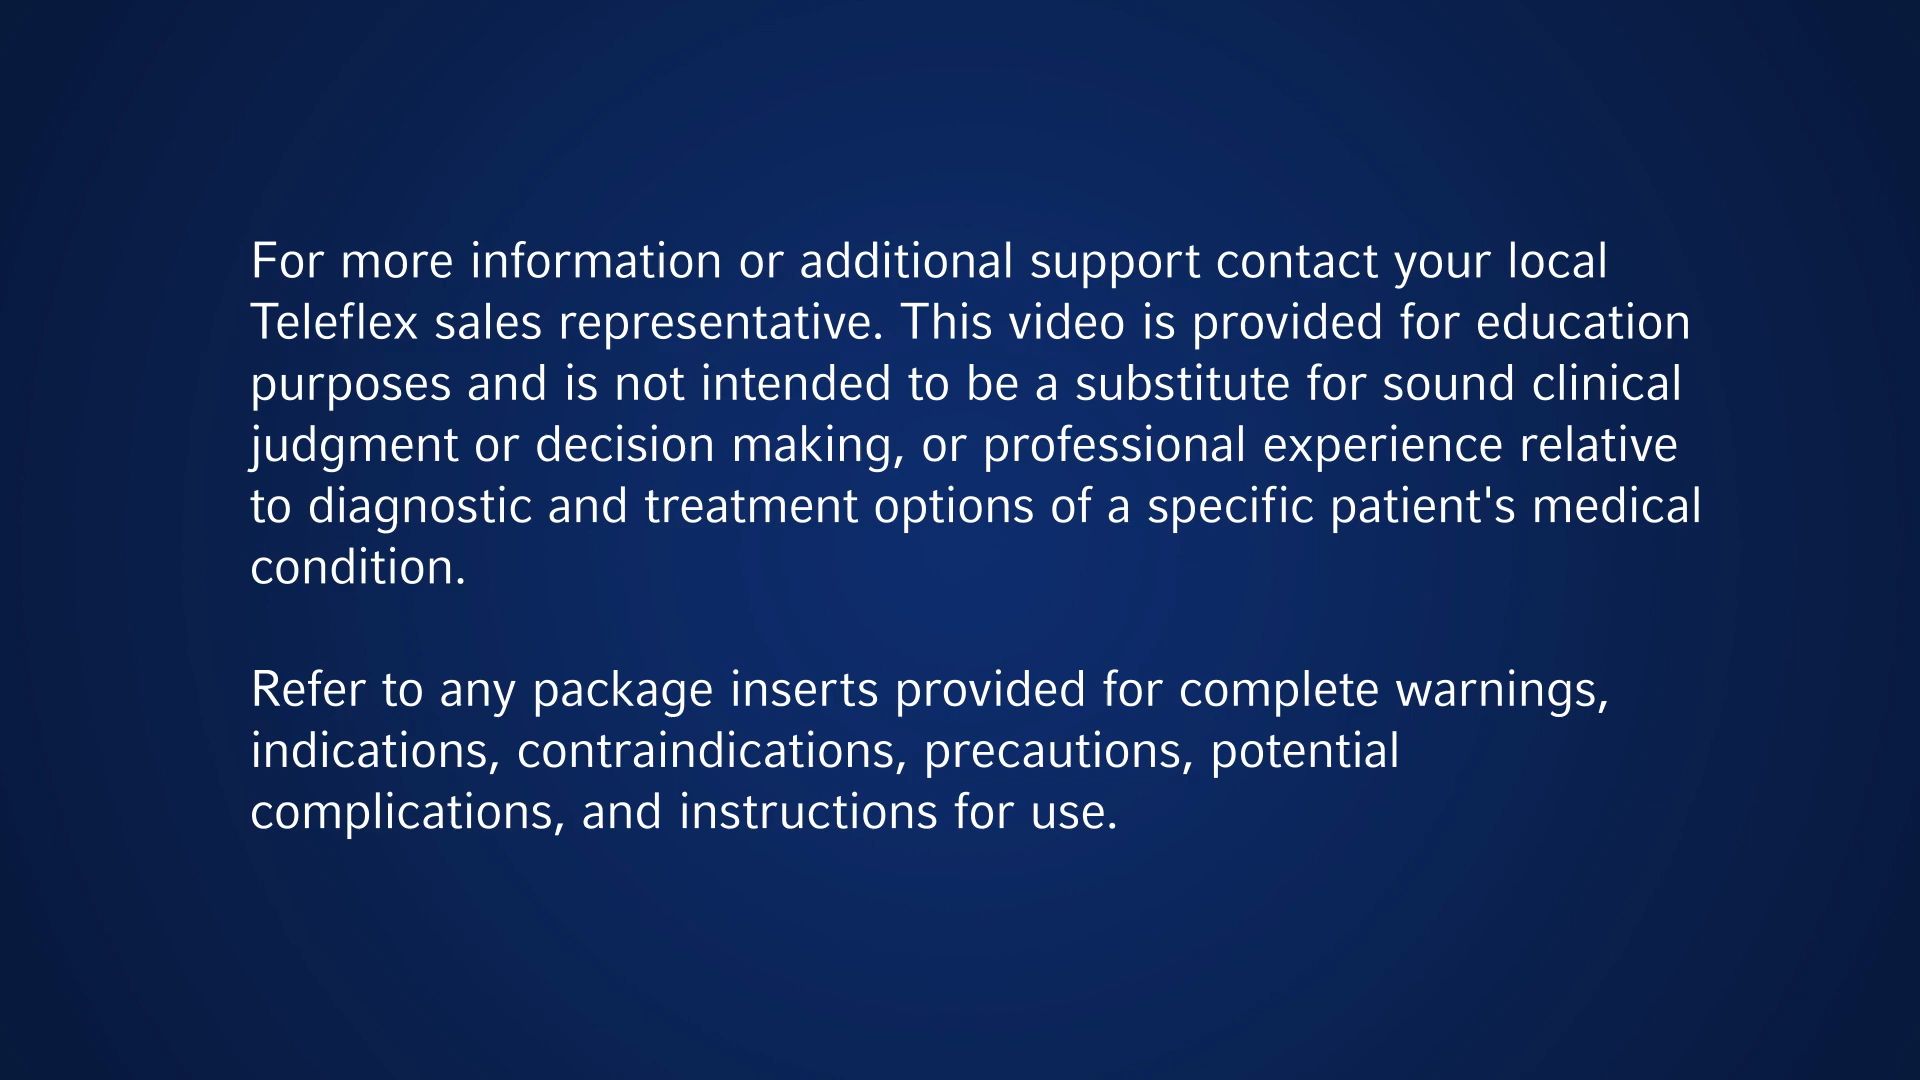 For more information or additional support contact your local
Teleflex sales representative. This video is provided for education
purposes and is not intended to be a substitute for sound clinical
judgment or decision making, or professional experience relative
to diagnostic and treatment options of a specific patient's medical
condition.
Refer to any package inserts provided for complete warnings,
indications, contraindications, precautions, potential
complications, and instructions for use.